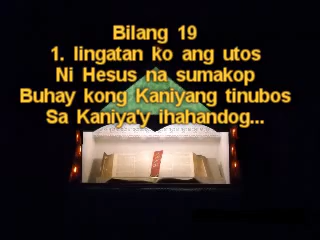 Bilang 19
1. Iingatan ko ang utos
Ni Hesus na sumakop
Buhay kong Kaniyang tinubos
Sa Kaniya'y ihahandog...